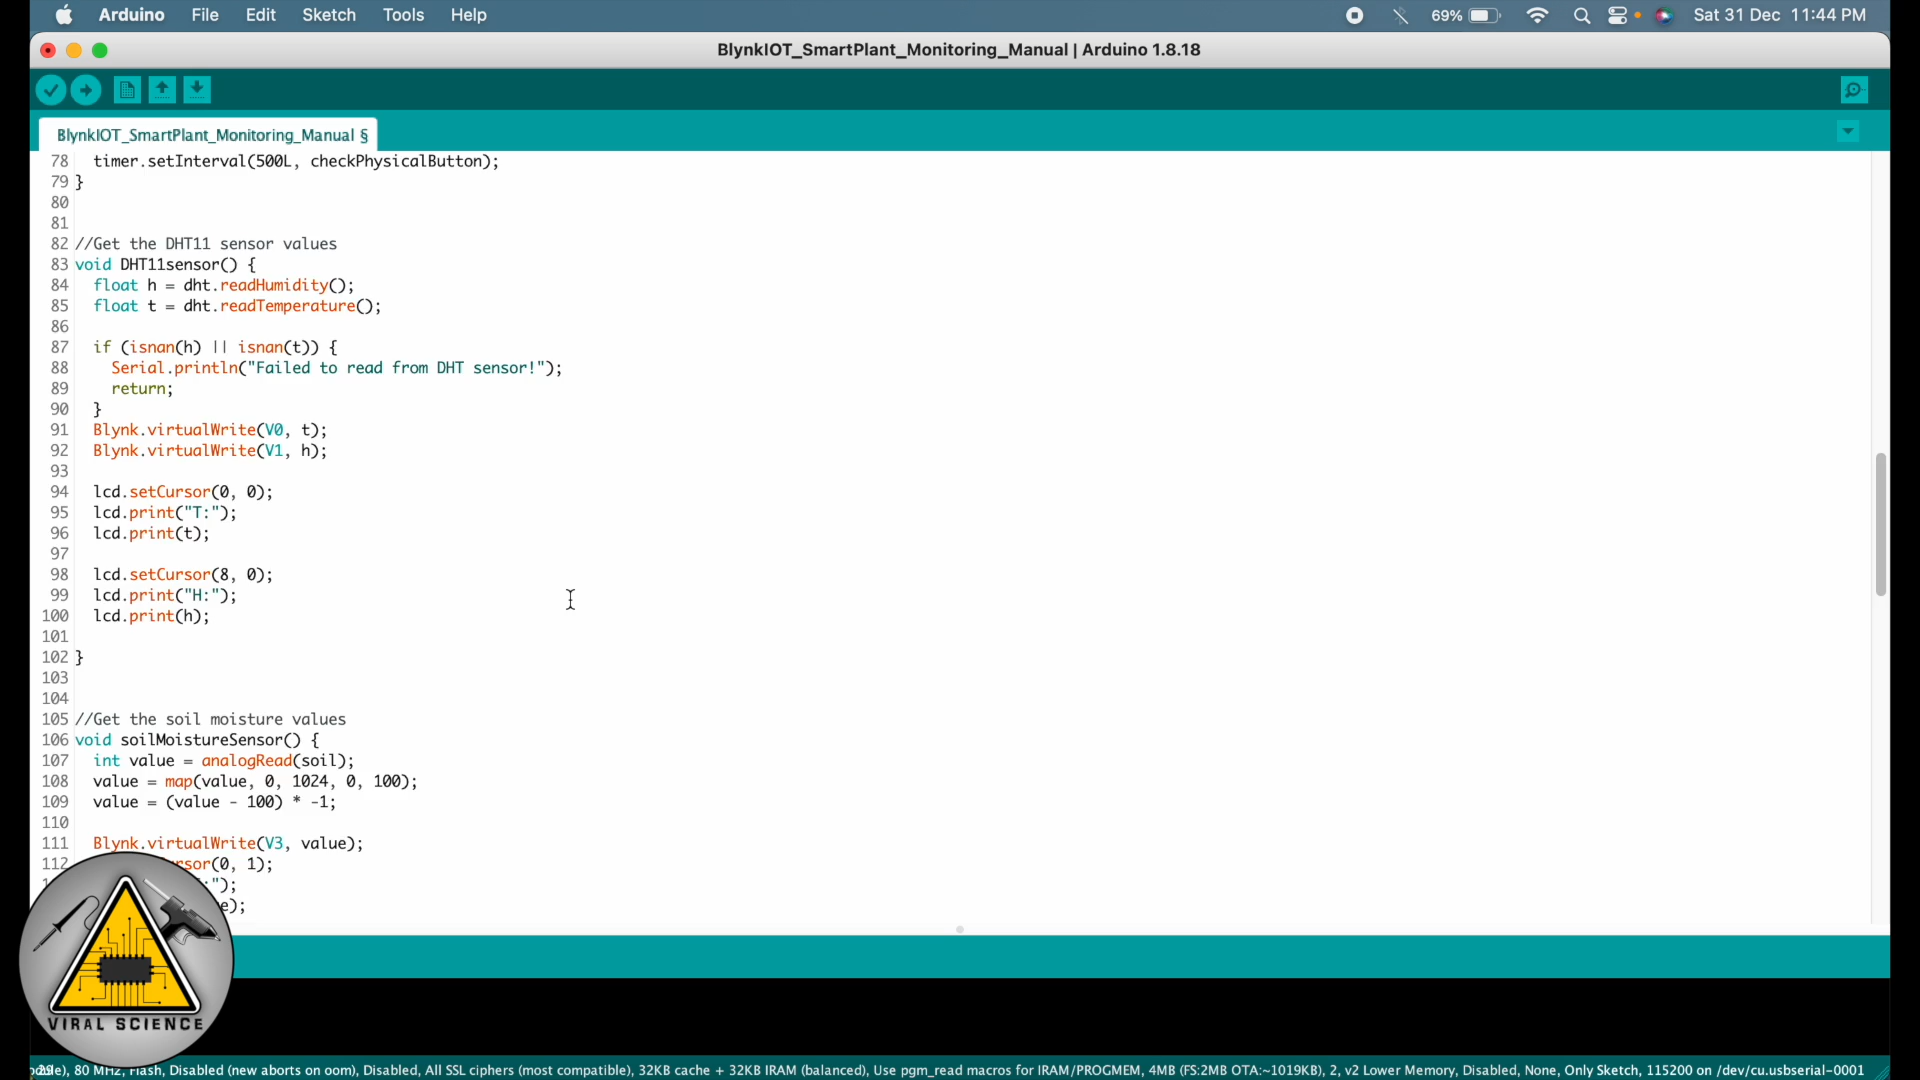 Arduino File Edit Sketch Tools Help 69% Sat 31 Dec 11:44 PM
BlynkIOT_SmartPlant_Monitoring_Manual | Arduino 1.8.18
BlynkIOT_SmartPlant_Monitoring_Manual §
78 timer.setInterval(500L, checkPhysicalButton);
79 }
80
81
82 //Get the DHT11 sensor values
83 void DHT11sensor() {
84 float h = dht.readHumidity();
85 float t = dht.readTemperature();
86
87 if (isnan(h) || isnan(t)) {
88 Serial.println("Failed to read from DHT sensor!");
89 return;
90 }
91 Blynk.virtualWrite(V0, t);
92 Blynk.virtualWrite(V1, h);
93
94 lcd.setCursor(0, 0);
95 lcd.print("T:");
96 lcd.print(t);
97
98 lcd.setCursor(8, 0);
99 lcd.print("H:");
100 lcd.print(h);
101
102 }
103
104
105 //Get the soil moisture values
106 void soilMoistureSensor() {
107 int value = analogRead(soil);
108 value = map(value, 0, 1024, 0, 100);
109 value = (value - 100) * -1;
110
111 Blynk.virtualWrite(V3, value);
112 rsor(0, 1);
:");
e);
VIRAL SCIENCE
80 MHz, Flash, Disabled (new aborts on oom), Disabled, All SSL ciphers (most compatible), 32KB cache + 32KB IRAM (balanced), Use pgm_read macros for IRAM/PROGMEM, 4MB (FS:2MB OTA:~1019KB), 2, v2 Lower Memory, Disabled, None, Only Sketch, 115200 on /dev/cu.usbserial-0001